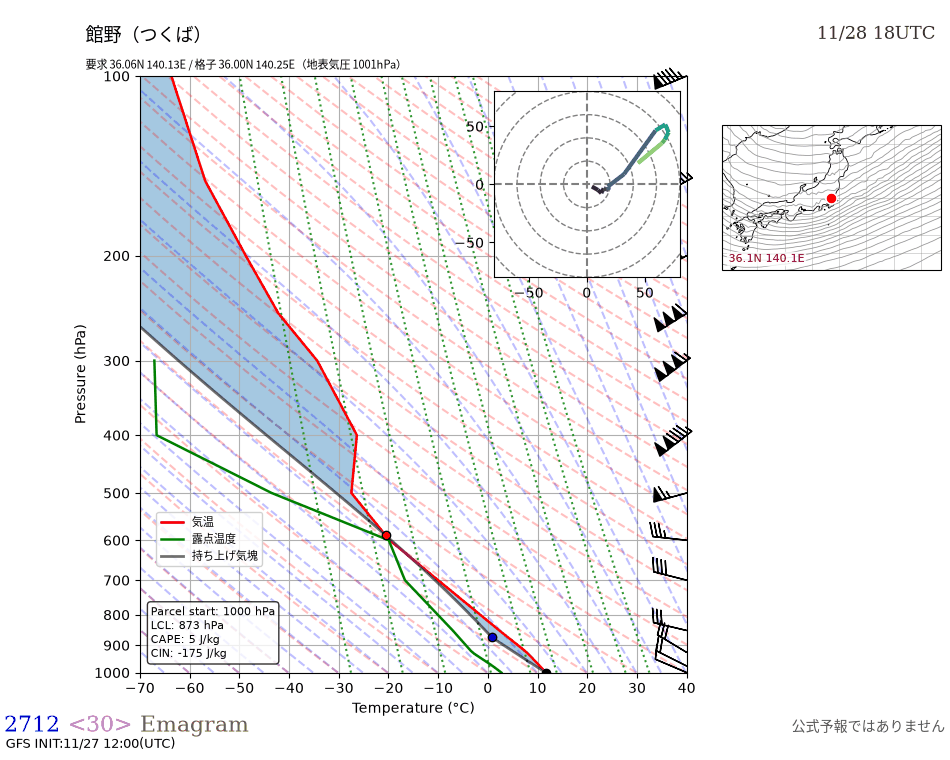 館野（つくば）
11/28 18UTC
要求 36.06N 140.13E / 格子 36.00N 140.25E（地表気圧 1001hPa）
100
200
300
400
500
600
700
800
900
1000
Pressure (hPa)
50
0
−50
−50 0 50
36.1N 140.1E
気温
露点温度
持ち上げ気塊
Parcel start: 1000 hPa
LCL: 873 hPa
CAPE: 5 J/kg
CIN: -175 J/kg
−70 −60 −50 −40 −30 −20 −10 0 10 20 30 40
Temperature (°C)
2712 <30> Emagram
公式予報ではありません
GFS INIT:11/27 12:00(UTC)